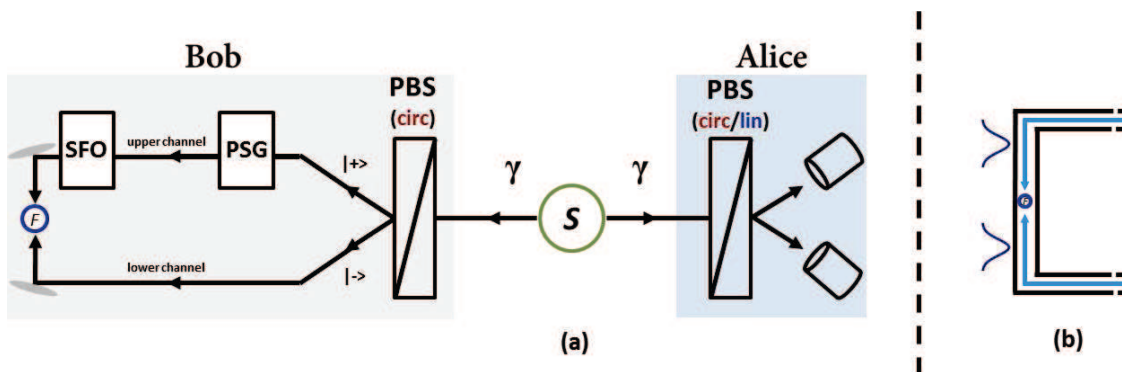 Bob
Alice
PBS
(circ)
PBS
(circ/lin)
SFO
upper channel
PSG
|+>
γ
γ
S
F
F
lower channel
|->
(a)
(b)